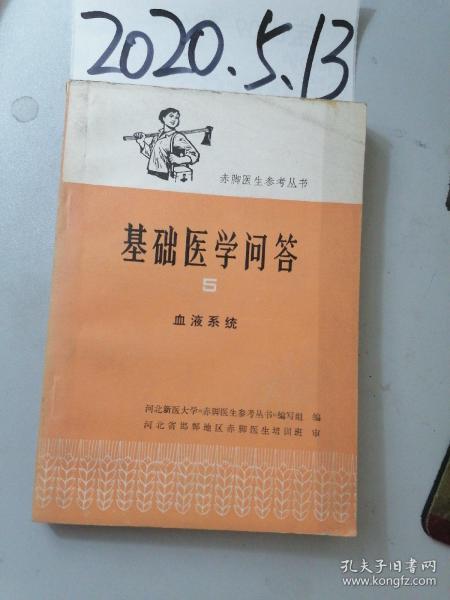 2020.5.13
赤脚医生参考丛书
基础医学问答
5
血液系统
河北新医大学《赤脚医生参考丛书》编写组 编
河北省邯郸地区赤脚医生培训班 审
孔夫子旧书网
www.kongfz.com